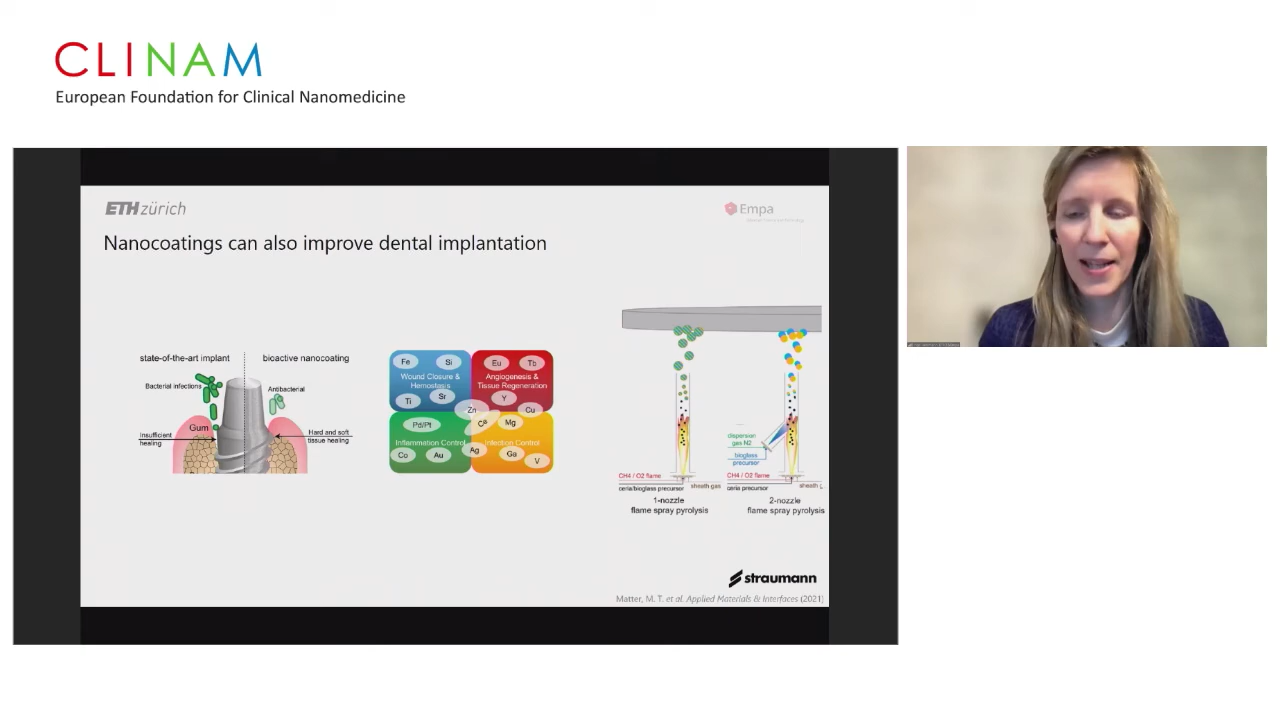 CLINAM
European Foundation for Clinical Nanomedicine
ETH zürich
Empa
Nanocoatings can also improve dental implantation
state-of-the-art implant
bioactive nanocoating
Bacterial infections
Antibacterial
Gum
Insufficient
healing
Hard and soft
tissue healing
Fe
Si
Eu
Tb
Wound Closure &
Hemostasis
Angiogenesis &
Tissue Regeneration
Ti
Sr
Y
Zn
Cu
Pd/Pt
Ce
Mg
Inflammation Control
Infection Control
Co
Au
Ag
Ga
V
dispersion
gas N2
bioglass
precursor
CH4 / O2 flame
ceria/bioglass precursor
sheath gas
1-nozzle
flame spray pyrolysis
CH4 / O2 flame
ceria precursor
sheath g
2-nozzle
flame spray pyrolysis
straumann
Matter, M. T. et al. Applied Materials & Interfaces (2021)